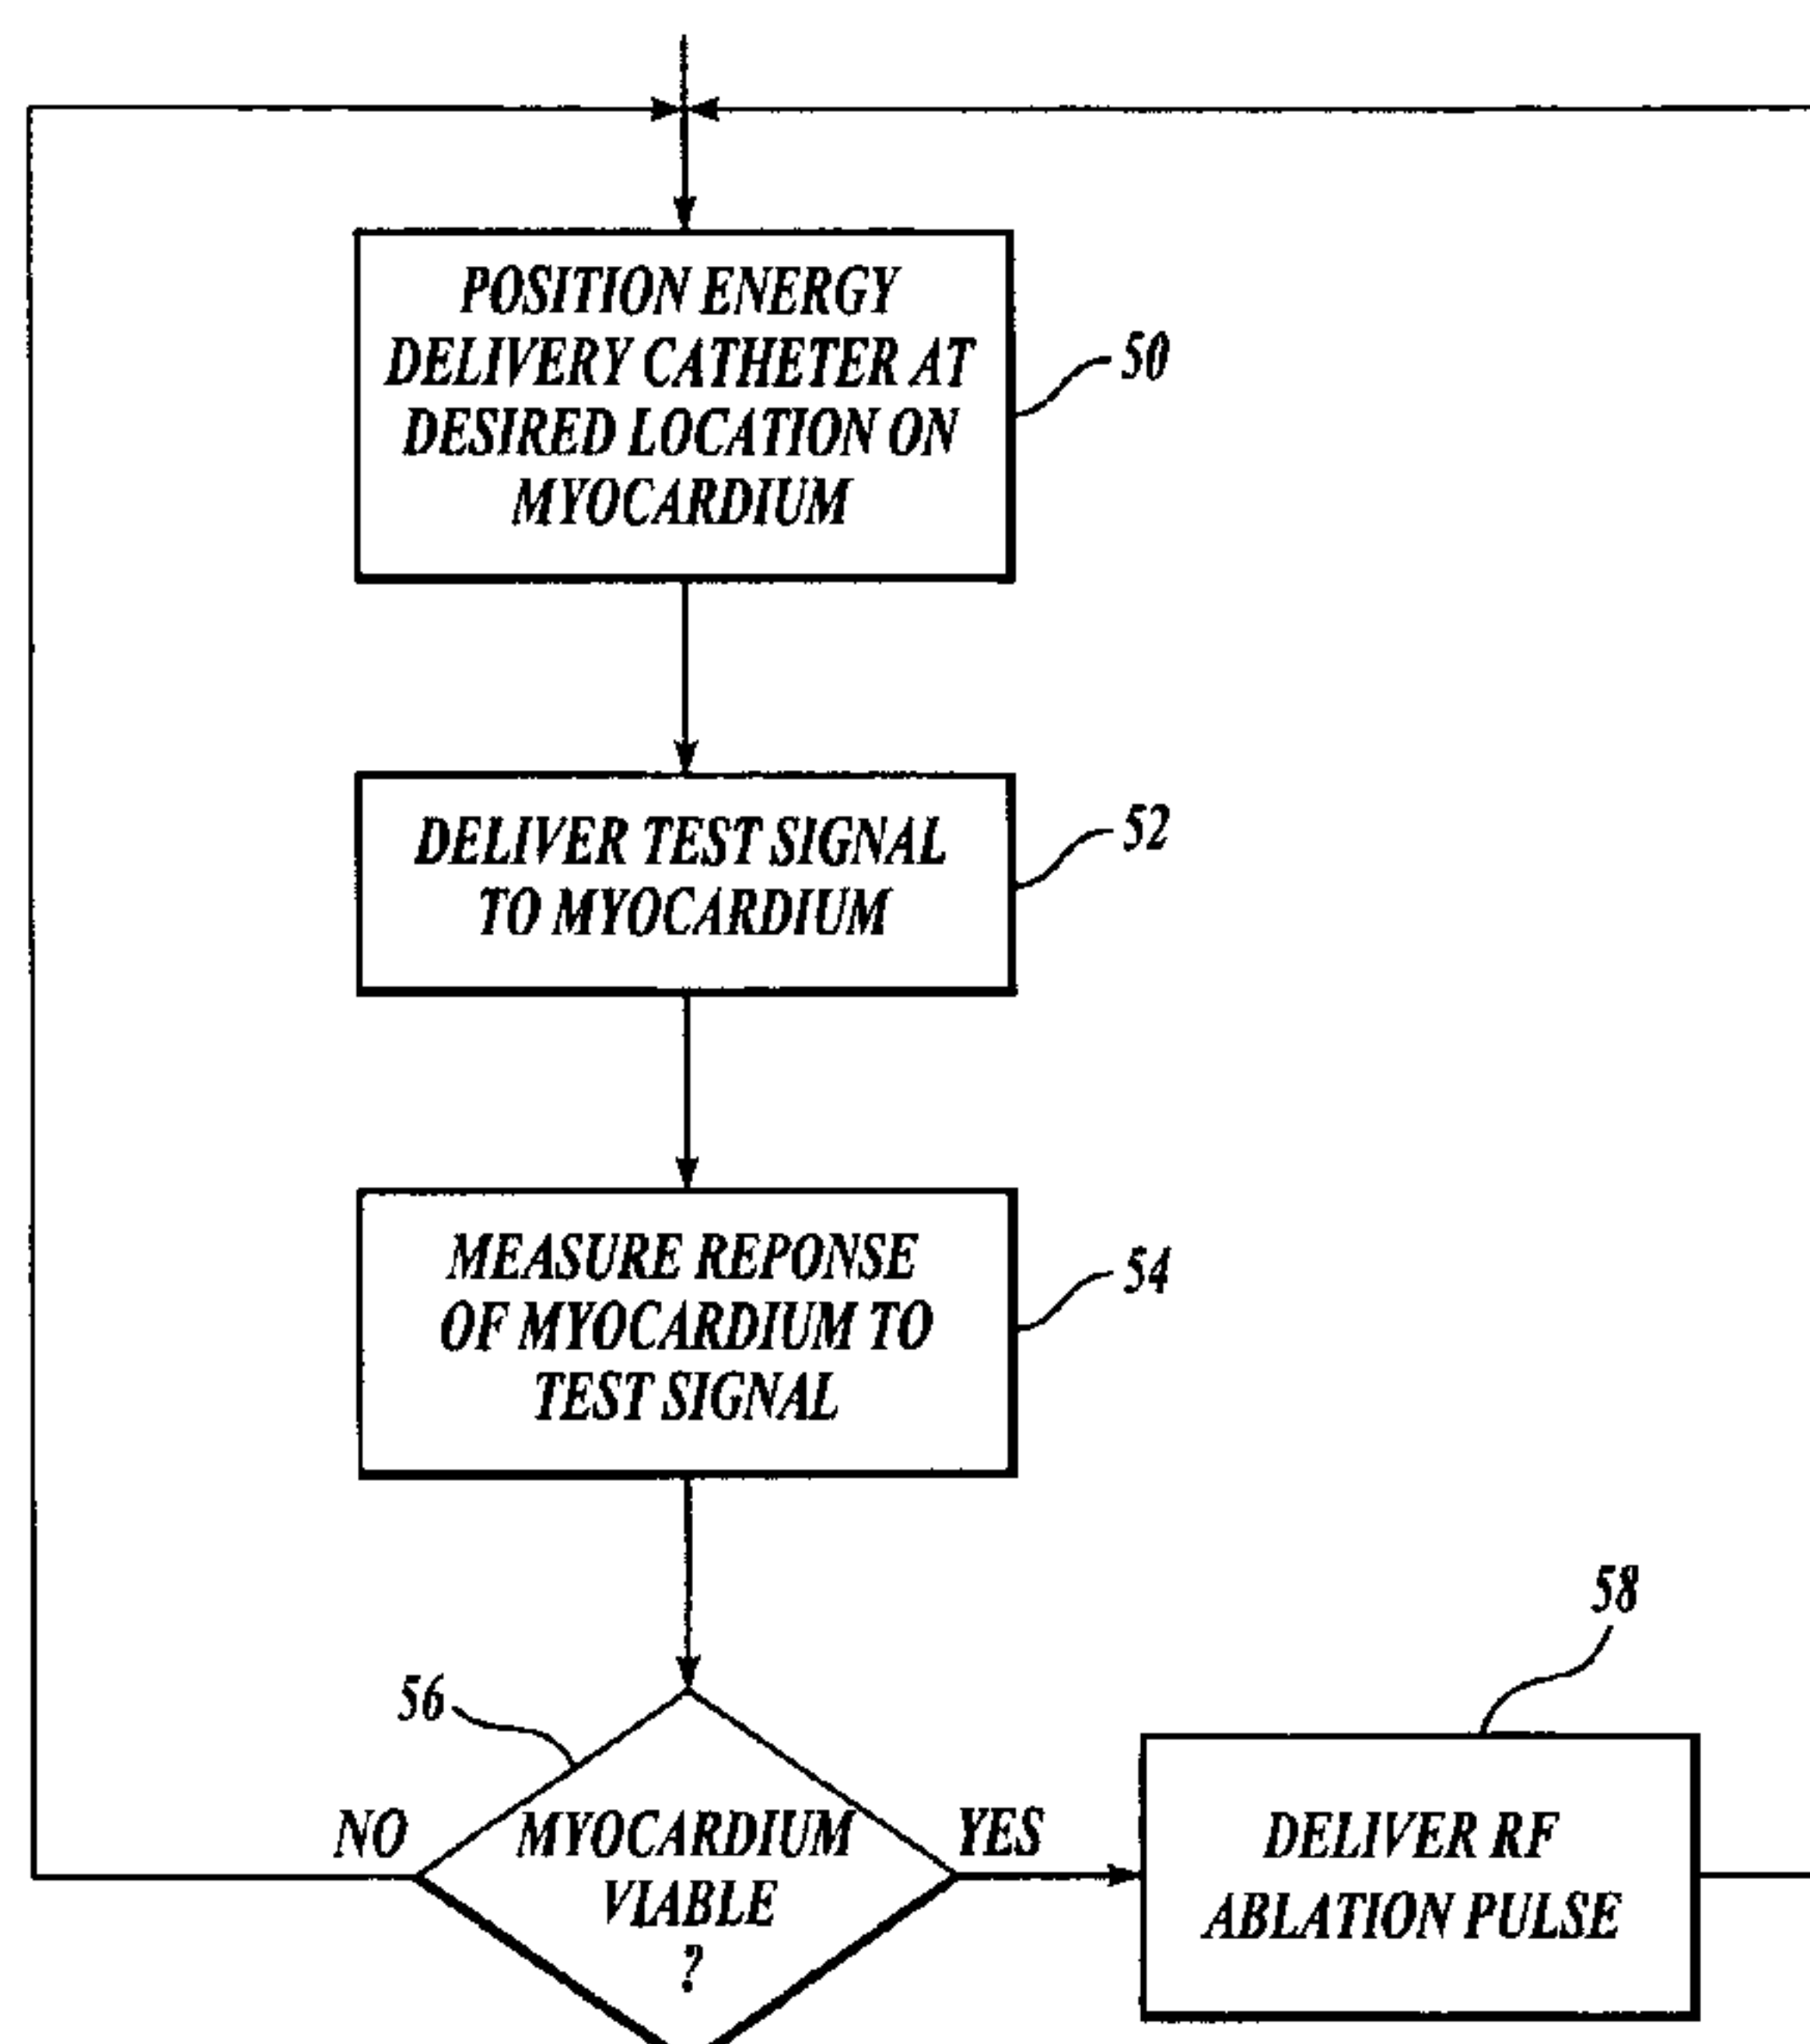 POSITION ENERGY
DELIVERY CATHETER AT
DESIRED LOCATION ON
MYOCARDIUM
50
DELIVER TEST SIGNAL
TO MYOCARDIUM
52
MEASURE REPONSE
OF MYOCARDIUM TO
TEST SIGNAL
54
56
NO
MYOCARDIUM
VIABLE
?
YES
58
DELIVER RF
ABLATION PULSE